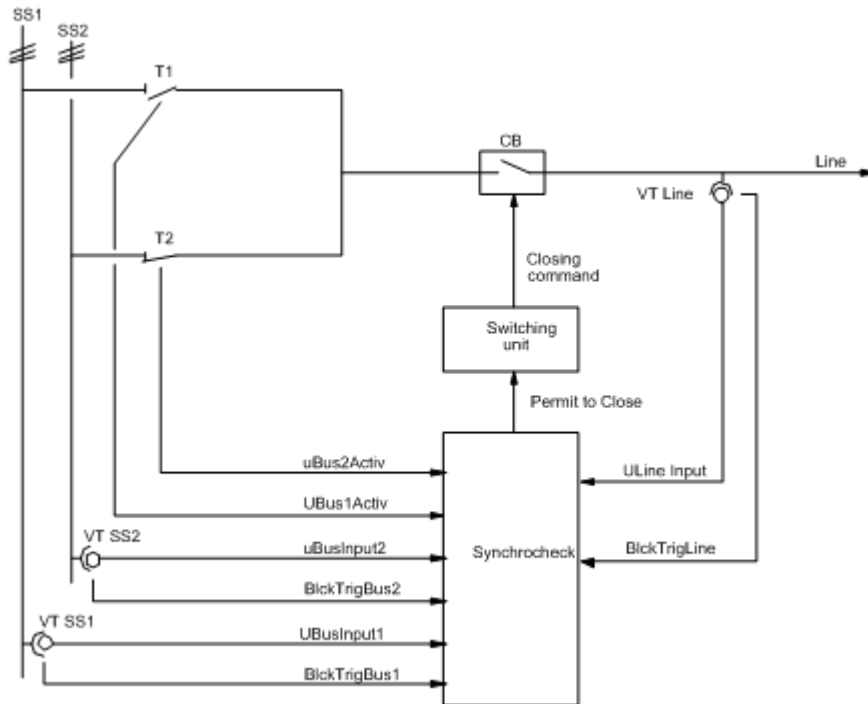 SS1
SS2
T1
CB
Line
VT Line
T2
Closing
command
Switching
unit
Permit to Close
uBus2Activ
ULine Input
UBus1Activ
VT SS2
uBusInput2
Synchrocheck
BlckTrigLine
BlckTrigBus2
VT SS1
UBusInput1
BlckTrigBus1